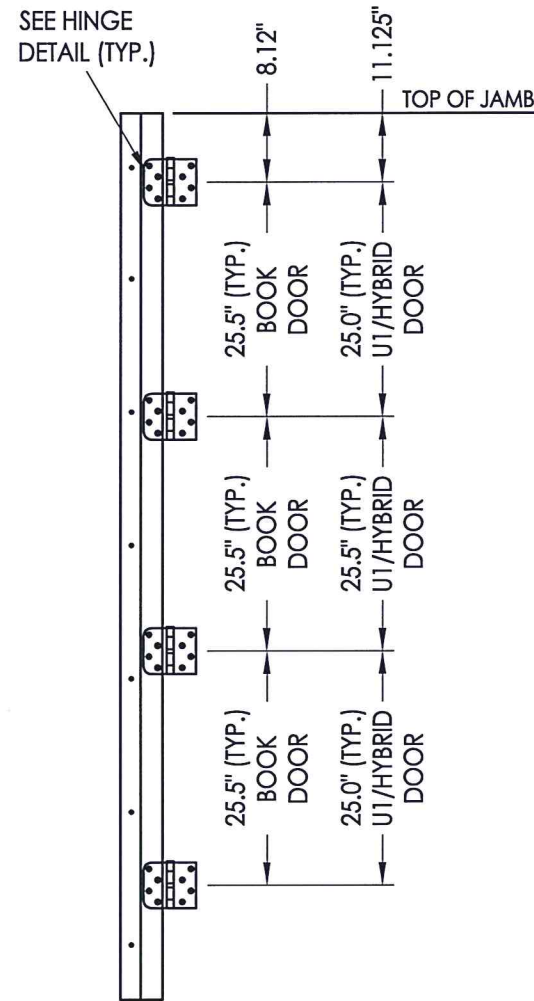 SEE HINGE
DETAIL (TYP.)
8.12"
11.125"
TOP OF JAMB
25.5" (TYP.)
BOOK
DOOR
25.0" (TYP.)
U1/HYBRID
DOOR
25.5" (TYP.)
BOOK
DOOR
25.5" (TYP.)
U1/HYBRID
DOOR
25.5" (TYP.)
BOOK
DOOR
25.0" (TYP.)
U1/HYBRID
DOOR